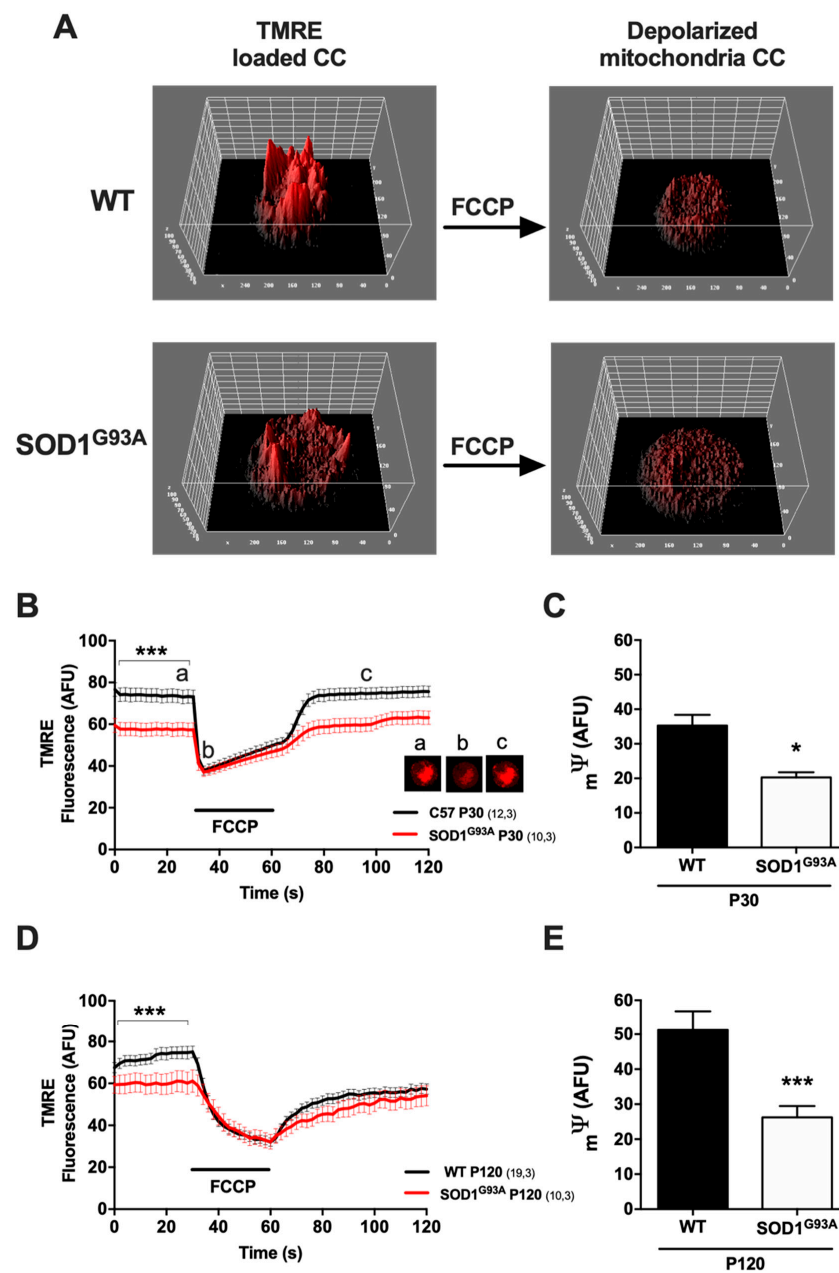 A
TMRE
loaded CC
Depolarized
mitochondria CC
WT
FCCP
SOD1G93A
FCCP
B
TMRE
Fluorescence (AFU)
100
80
60
40
20
0
***
a
b
c
a b c
FCCP
C57 P30 (12,3)
SOD1G93A P30 (10,3)
0 20 40 60 80 100 120
Time (s)
C
mΨ (AFU)
60
50
40
30
20
10
0
*
WT SOD1G93A
P30
D
TMRE
Fluorescence (AFU)
100
80
60
40
20
0
***
FCCP
WT P120 (19,3)
SOD1G93A P120 (10,3)
0 20 40 60 80 100 120
Time (s)
E
mΨ (AFU)
60
50
40
30
20
10
0
***
WT SOD1G93A
P120